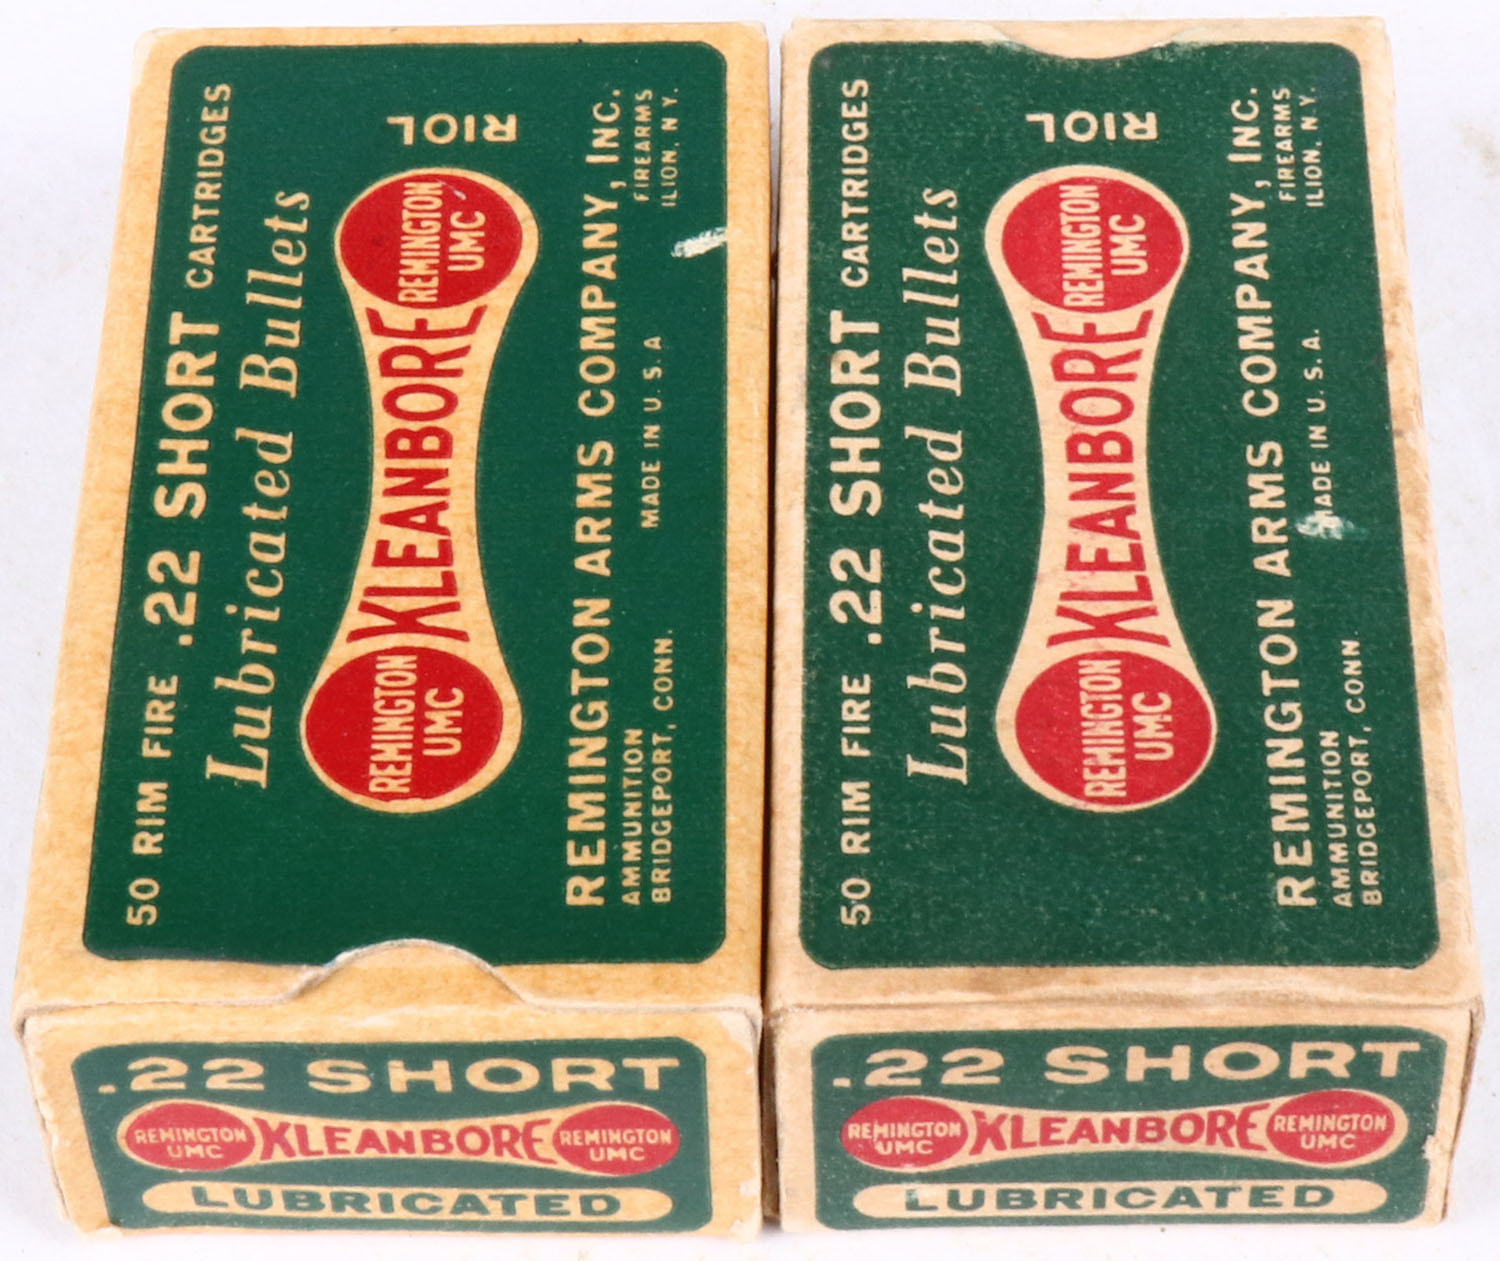 50 RIM FIRE .22 SHORT CARTRIDGES
Lubricated Bullets
R10L
REMINGTON
UMC
KLEANBORE
REMINGTON
UMC
REMINGTON ARMS COMPANY, INC.
AMMUNITION
BRIDGEPORT, CONN.
MADE IN U. S. A
FIREARMS
ILION, N. Y.
.22 SHORT
REMINGTON
UMC
KLEANBORE
REMINGTON
UMC
LUBRICATED
50 RIM FIRE .22 SHORT CARTRIDGES
Lubricated Bullets
R10L
REMINGTON
UMC
KLEANBORE
REMINGTON
UMC
REMINGTON ARMS COMPANY, INC.
AMMUNITION
BRIDGEPORT, CONN.
MADE IN U. S. A.
FIREARMS
ILION, N. Y.
.22 SHORT
REMINGTON
UMC
KLEANBORE
REMINGTON
UMC
LUBRICATED